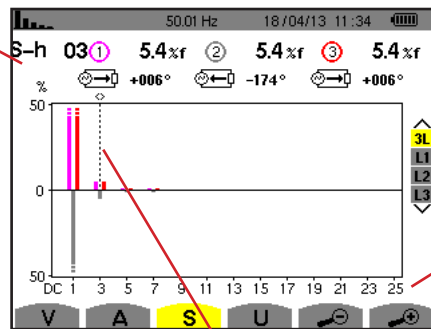 50.01 Hz 18/04/13 11:34
S-h 03 1 5.4%f 2 5.4%f 3 5.4%f
+006° -174° +006°
%
50
0
50
3L
L1
L2
L3
DC 1 3 5 7 9 11 13 15 17 19 21 23 25
V A S U